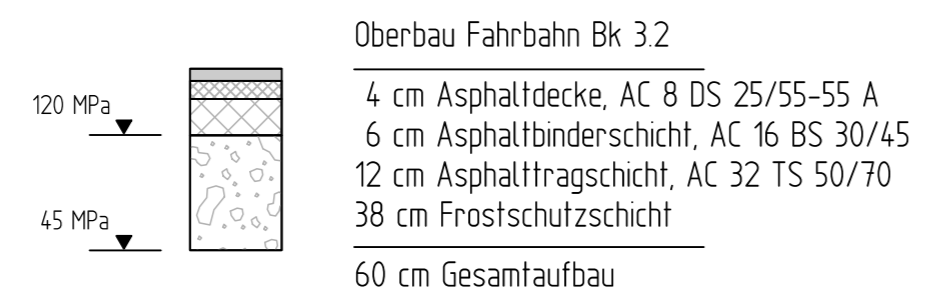 Oberbau Fahrbahn Bk 3.2
120 MPa
4 cm Asphaltdecke, AC 8 DS 25/55-55 A
6 cm Asphaltbinderschicht, AC 16 BS 30/45
12 cm Asphalttragschicht, AC 32 TS 50/70
38 cm Frostschutzschicht
45 MPa
60 cm Gesamtaufbau